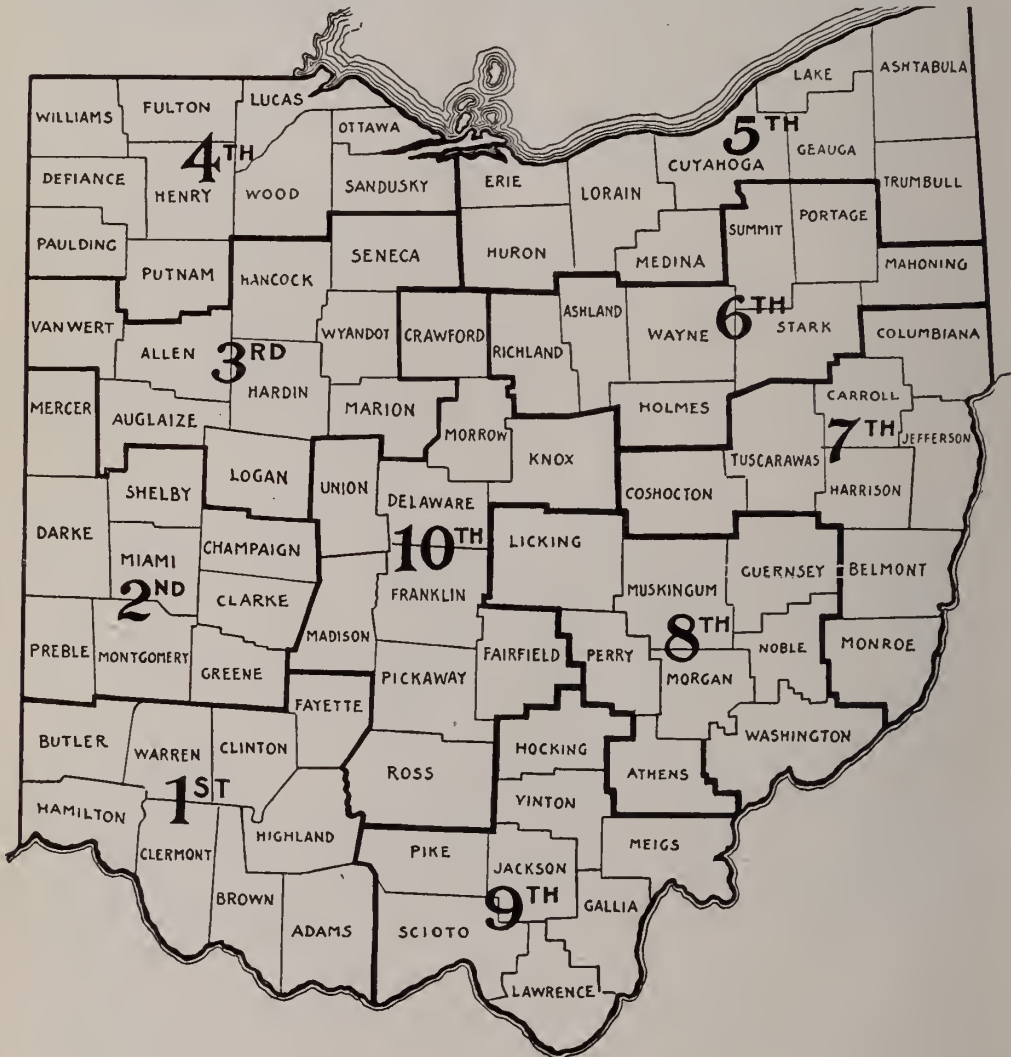 LAKE
ASHTABULA
WILLIAMS
FULTON
LUCAS
OTTAWA
5TH
CUYAHOGA
GEAUGA
4TH
DEFIANCE
HENRY
WOOD
SANDUSKY
ERIE
LORAIN
TRUMBULL
SUMMIT
PORTAGE
PAULDING
PUTNAM
HANCOCK
SENECA
HURON
MEDINA
MAHONING
VAN WERT
ALLEN
3RD
WYANDOT
CRAWFORD
RICHLAND
ASHLAND
WAYNE
6TH
STARK
COLUMBIANA
HARDIN
MERCER
AUGLAIZE
MARION
MORROW
HOLMES
CARROLL
7TH
JEFFERSON
KNOX
TUSCARAWAS
LOGAN
UNION
SHELBY
DELAWARE
COSHOCTON
HARRISON
DARKE
MIAMI
CHAMPAIGN
10TH
LICKING
MUSKINGUM
GUERNSEY
BELMONT
2ND
CLARKE
FRANKLIN
MADISON
8TH
NOBLE
MONROE
PREBLE
MONTGOMERY
GREENE
PICKAWAY
FAIRFIELD
PERRY
MORGAN
FAYETTE
BUTLER
WARREN
CLINTON
HOCKING
WASHINGTON
ROSS
ATHENS
1ST
VINTON
HAMILTON
HIGHLAND
CLERMONT
PIKE
JACKSON
MEIGS
BROWN
9TH
GALLIA
ADAMS
SCIOTO
LAWRENCE